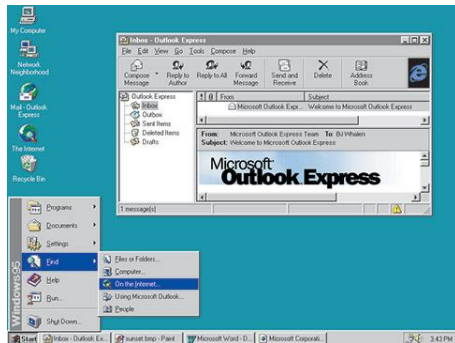 My Computer
Network
Neighborhood
Mail - Outlook
Express
The Internet
Recycle Bin
Inbox - Outlook Express
File Edit View Go Tools Compose Help
Compose
Message
Reply to
Author
Reply to All
Forward
Message
Send and
Receive
Delete
Address
Book
Outlook Express
Inbox
Outbox
Sent Items
Deleted Items
Drafts
From Subject
Microsoft Outlook Expr... Welcome to Microsoft Outlook Express
From: Microsoft Outlook Express Team To: BJ Whalen
Subject: Welcome to Microsoft Outlook Express
Microsoft
Outlook Express
1 message(s)
Windows95
Programs
Documents
Settings
Find
Help
Run...
Shut Down...
Files or Folders...
Computer...
On the Internet...
Using Microsoft Outlook...
People
Start
Inbox - Outlook Ex...
sunset.bmp - Paint
Microsoft Word - D...
Microsoft Corporati...
2:43 PM